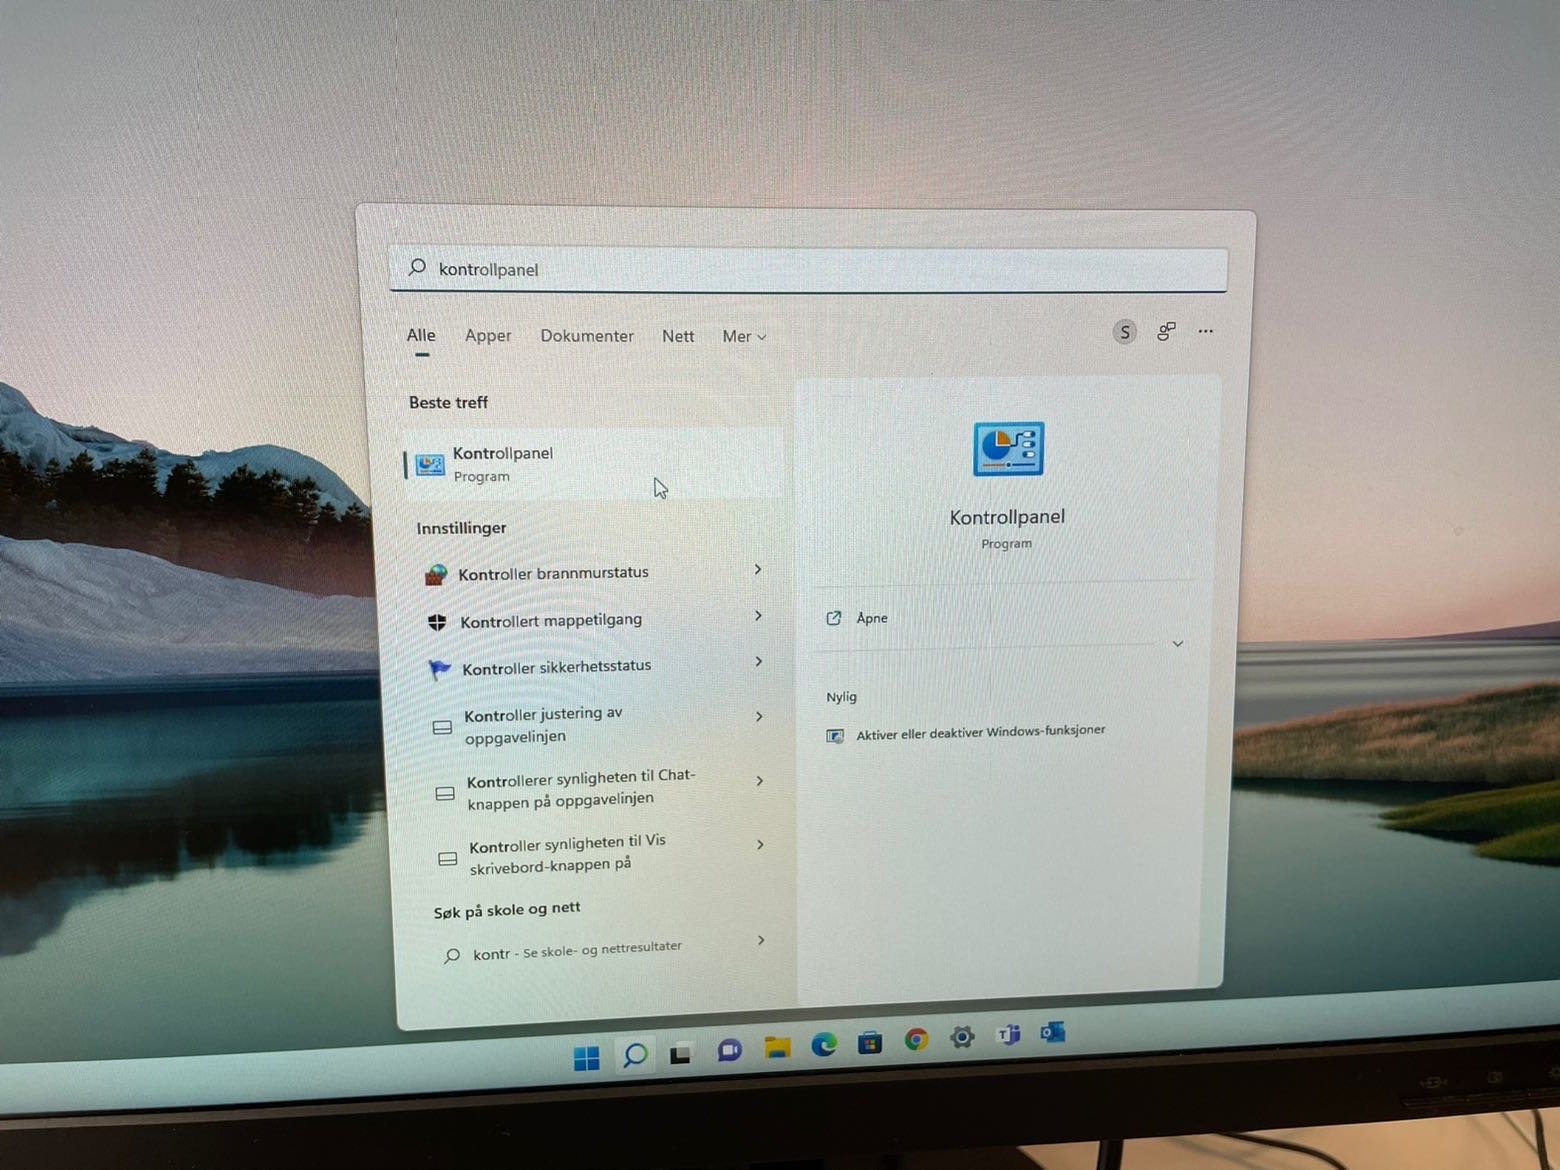 kontrollpanel
Alle Apper Dokumenter Nett Mer
S
Beste treff
Kontrollpanel
Program
Innstillinger
Kontroller brannmurstatus
Kontrollert mappetilgang
Kontroller sikkerhetsstatus
Kontroller justering av
oppgavelinjen
Kontrollerer synligheten til Chat-
knappen på oppgavelinjen
Kontroller synligheten til Vis
skrivebord-knappen på
Søk på skole og nett
kontr - Se skole- og nettresultater
Kontrollpanel
Program
Åpne
Nylig
Aktiver eller deaktiver Windows-funksjoner